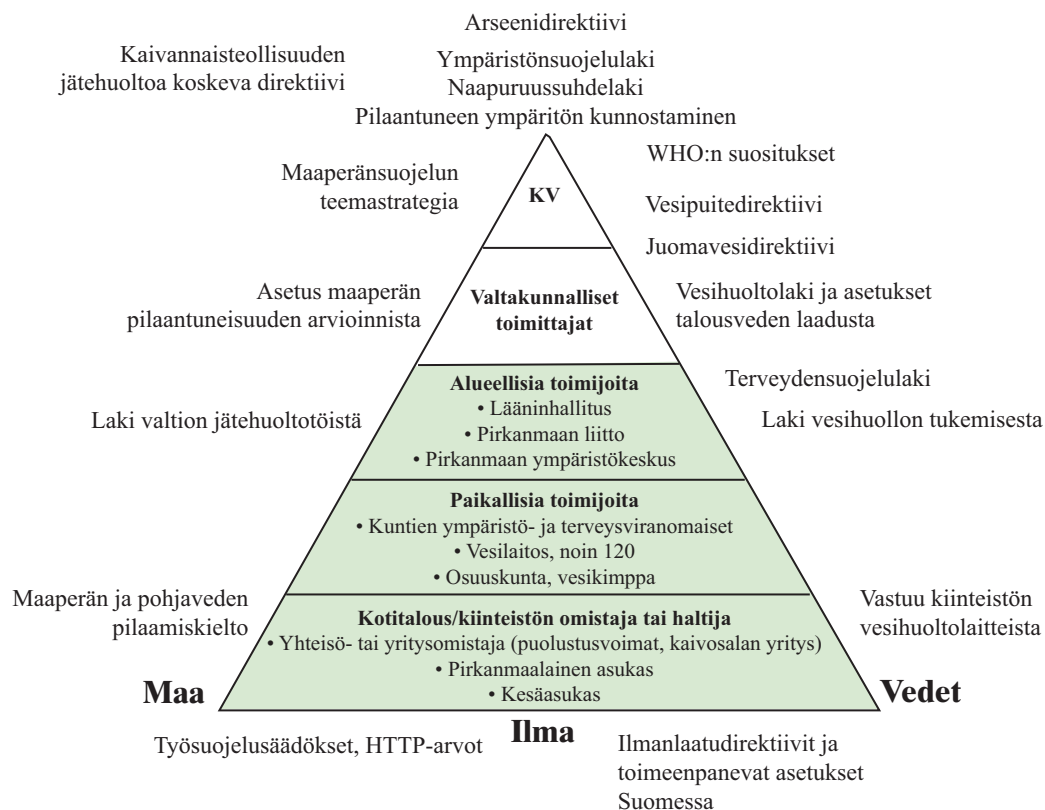 Arseenidirektiivi
Kaivannaisteollisuuden
jätehuoltoa koskeva direktiivi
Ympäristönsuojelulaki
Naapuruussuhdelaki
Pilaantuneen ympäritön kunnostaminen
WHO:n suositukset
Maaperänsuojelun
teemastrategia
KV
Vesipuitedirektiivi
Juomavesidirektiivi
Asetus maaperän
pilaantuneisuuden arvioinnista
Valtakunnalliset
toimittajat
Vesihuoltolaki ja asetukset
talousveden laadusta
Alueellisia toimijoita
• Lääninhallitus
• Pirkanmaan liitto
• Pirkanmaan ympäristökeskus
Terveydensuojelulaki
Laki valtion jätehuoltotöistä
Laki vesihuollon tukemisesta
Paikallisia toimijoita
• Kuntien ympäristö- ja terveysviranomaiset
• Vesilaitos, noin 120
• Osuuskunta, vesikimppa
Maaperän ja pohjaveden
pilaamiskielto
Vastuu kiinteistön
vesihuoltolaitteista
Kotitalous/kiinteistön omistaja tai haltija
• Yhteisö- tai yritysomistaja (puolustusvoimat, kaivosalan yritys)
• Pirkanmaalainen asukas
• Kesäasukas
Maa
Vedet
Ilma
Työsuojelusäädökset, HTTP-arvot
Ilmanlaatudirektiivit ja
toimeenpanevat asetukset
Suomessa